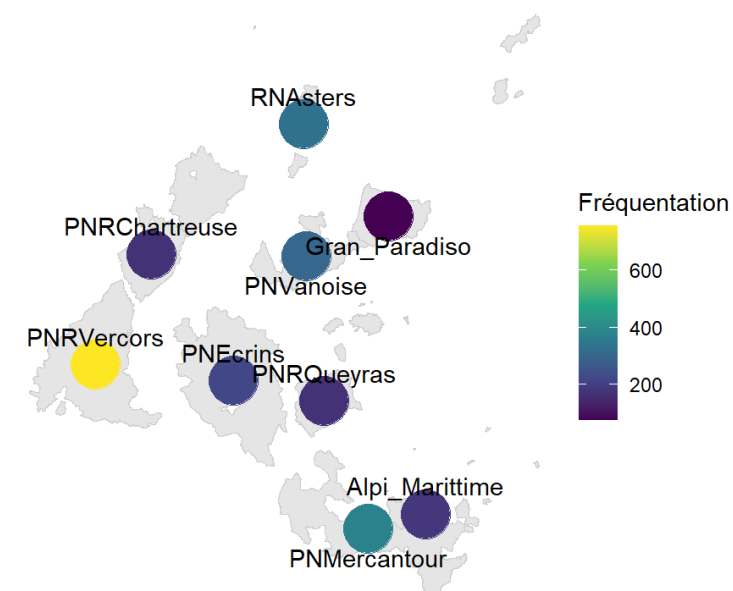 RNAsters
Fréquentation
PNRChartreuse
Gran_Paradiso
600
PNVanoise
400
PNRVercors
PNEcrins
PNRQueyras
200
Alpi_Marittime
PNMercantour